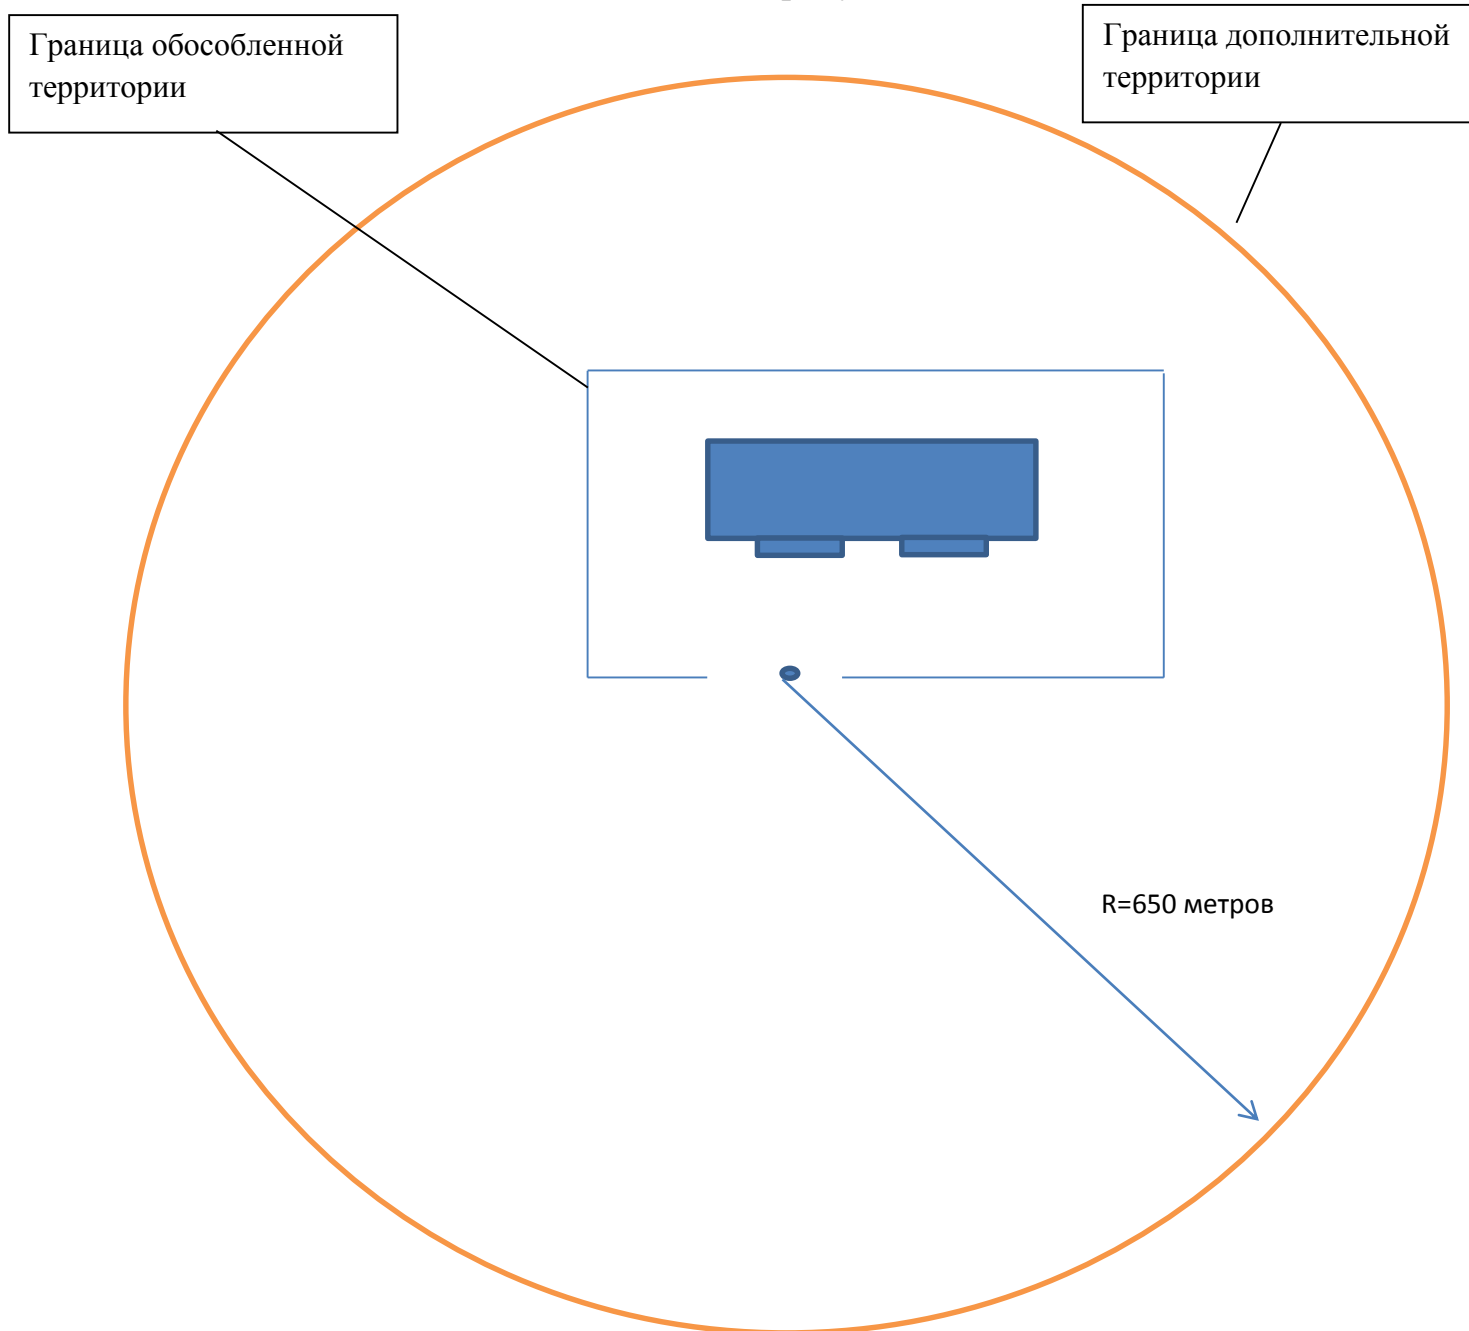 Граница обособленной
территории
Граница дополнительной
территории
R=650 метров